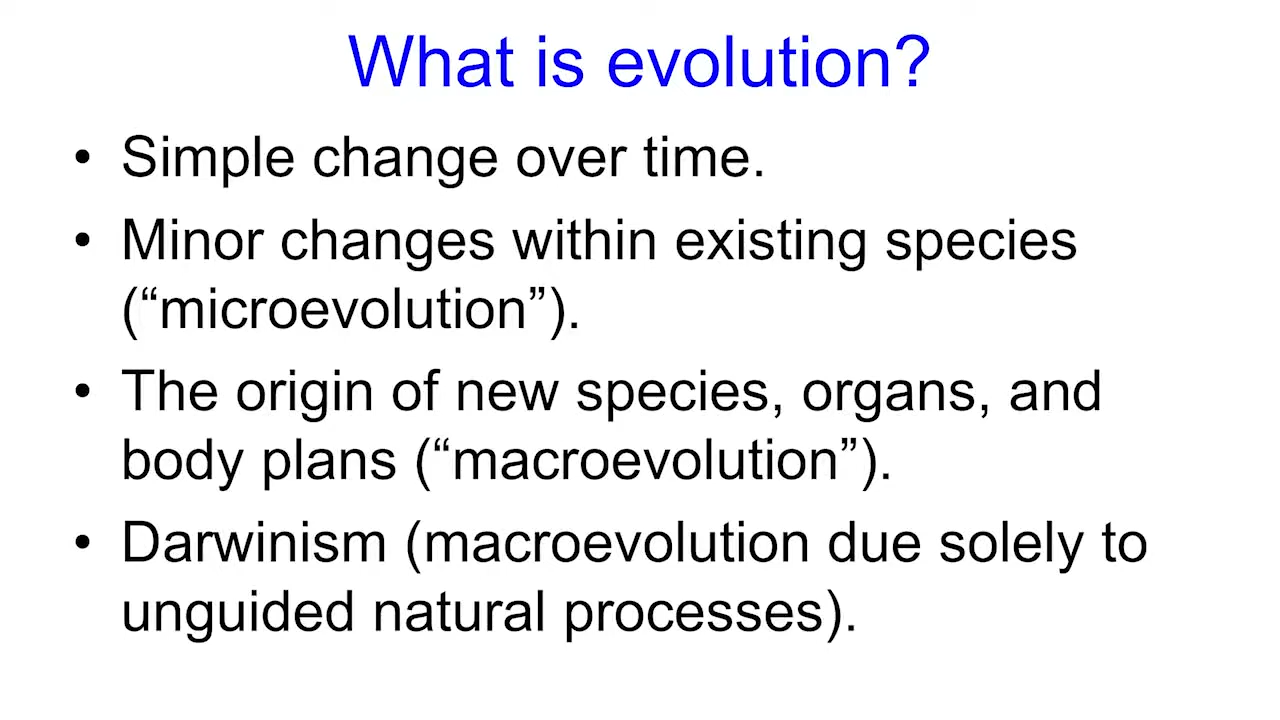 What is evolution?
• Simple change over time.
• Minor changes within existing species
(“microevolution”).
• The origin of new species, organs, and
body plans (“macroevolution”).
• Darwinism (macroevolution due solely to
unguided natural processes).